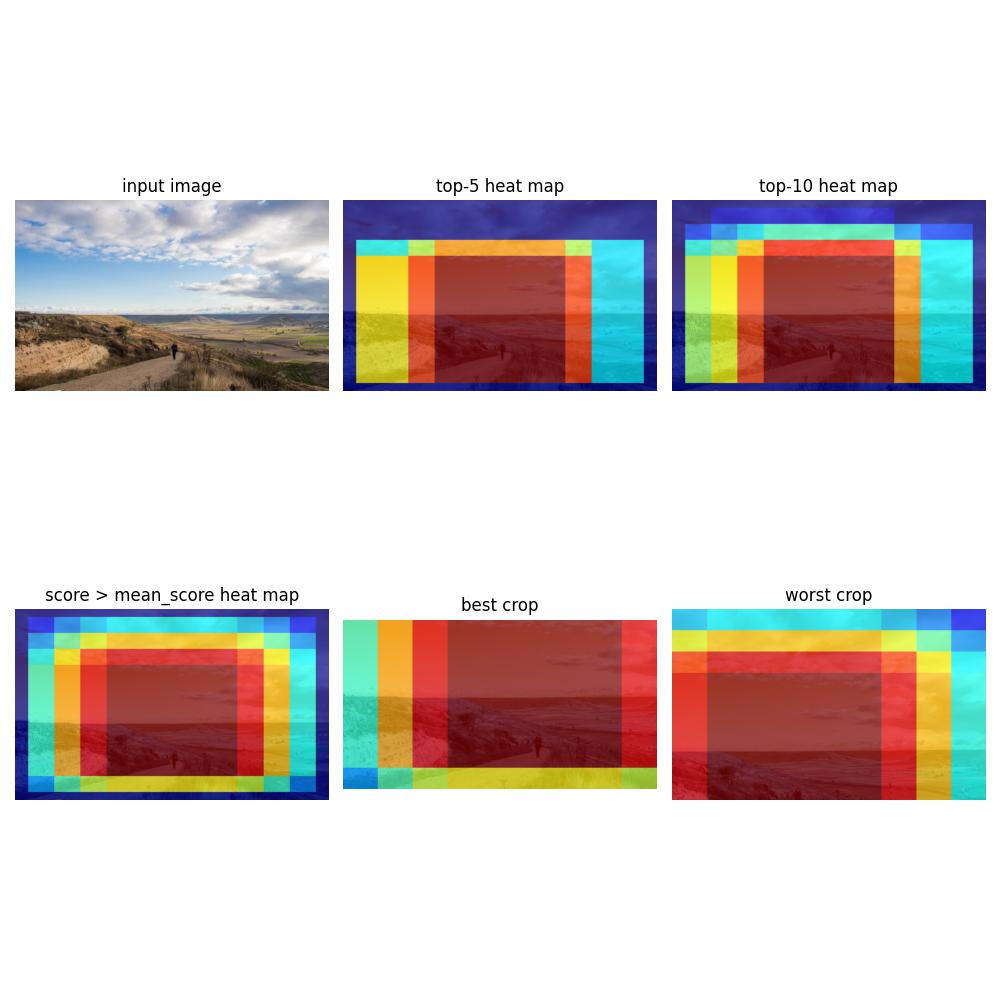 input image
top-5 heat map
top-10 heat map
score > mean_score heat map
best crop
worst crop